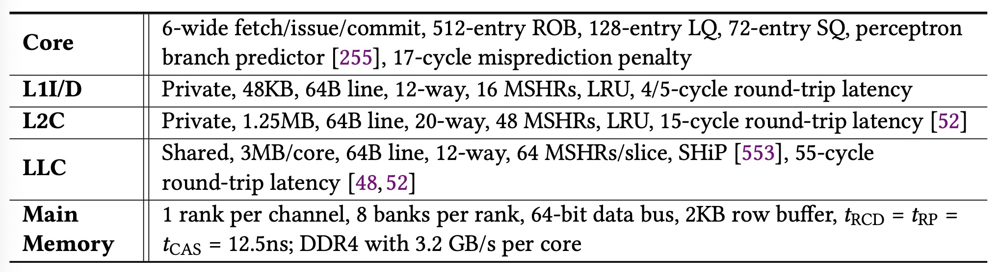 Core
6-wide fetch/issue/commit, 512-entry ROB, 128-entry LQ, 72-entry SQ, perceptron
branch predictor [255], 17-cycle misprediction penalty
L1I/D
Private, 48KB, 64B line, 12-way, 16 MSHRs, LRU, 4/5-cycle round-trip latency
L2C
Private, 1.25MB, 64B line, 20-way, 48 MSHRs, LRU, 15-cycle round-trip latency [52]
LLC
Shared, 3MB/core, 64B line, 12-way, 64 MSHRs/slice, SHiP [553], 55-cycle
round-trip latency [48, 52]
Main
Memory
1 rank per channel, 8 banks per rank, 64-bit data bus, 2KB row buffer, tRCD = tRP =
tCAS = 12.5ns; DDR4 with 3.2 GB/s per core